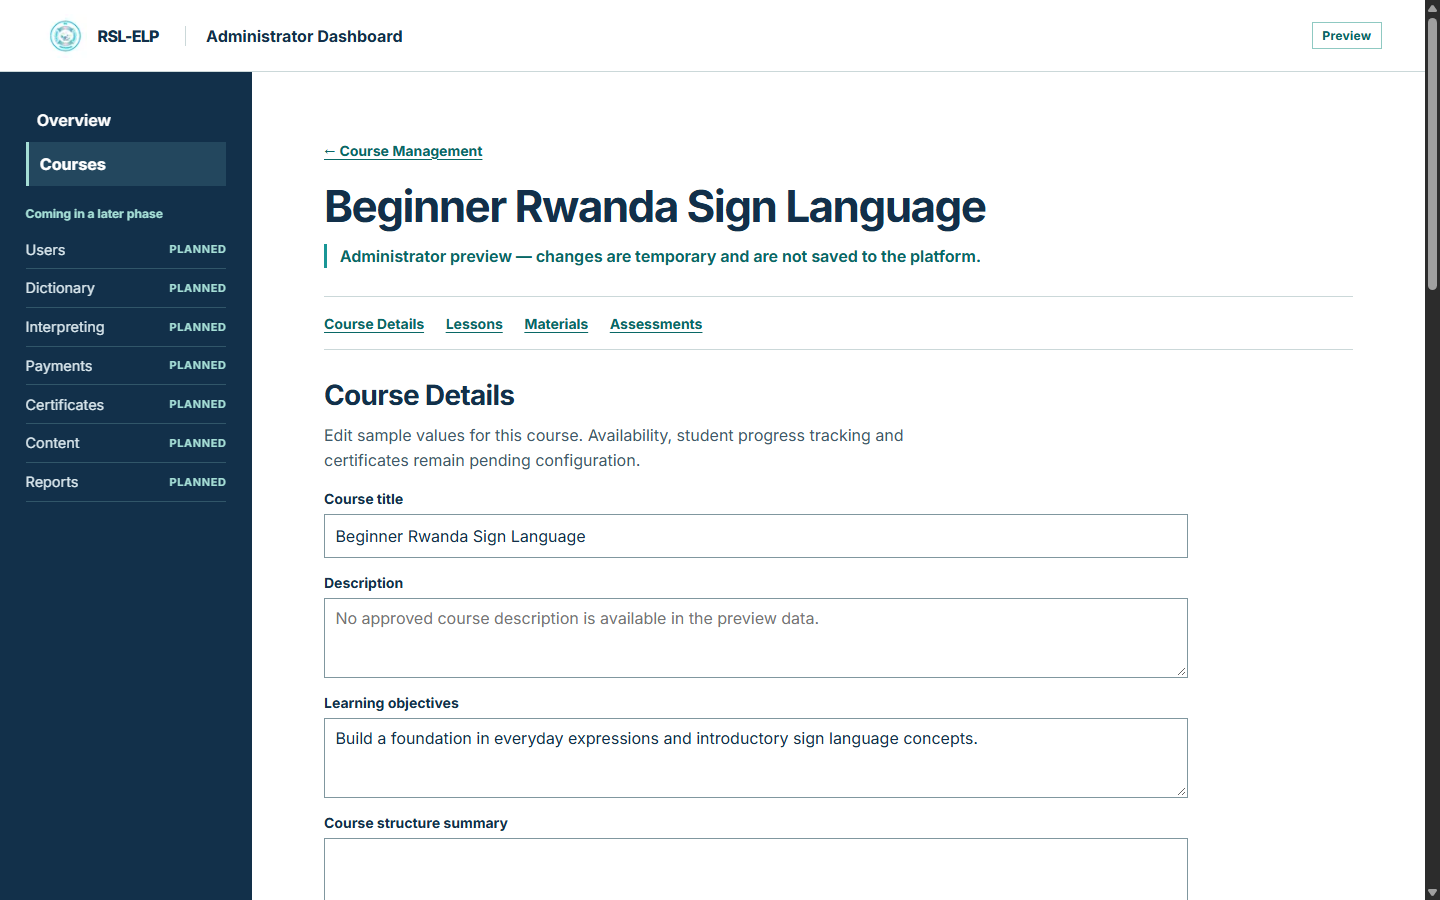 RSL-ELP
Administrator Dashboard
Preview
Overview
Courses
Coming in a later phase
Users PLANNED
Dictionary PLANNED
Interpreting PLANNED
Payments PLANNED
Certificates PLANNED
Content PLANNED
Reports PLANNED
← Course Management
Beginner Rwanda Sign Language
Administrator preview — changes are temporary and are not saved to the platform.
Course Details Lessons Materials Assessments
Course Details
Edit sample values for this course. Availability, student progress tracking and
certificates remain pending configuration.
Course title
Beginner Rwanda Sign Language
Description
No approved course description is available in the preview data.
Learning objectives
Build a foundation in everyday expressions and introductory sign language concepts.
Course structure summary